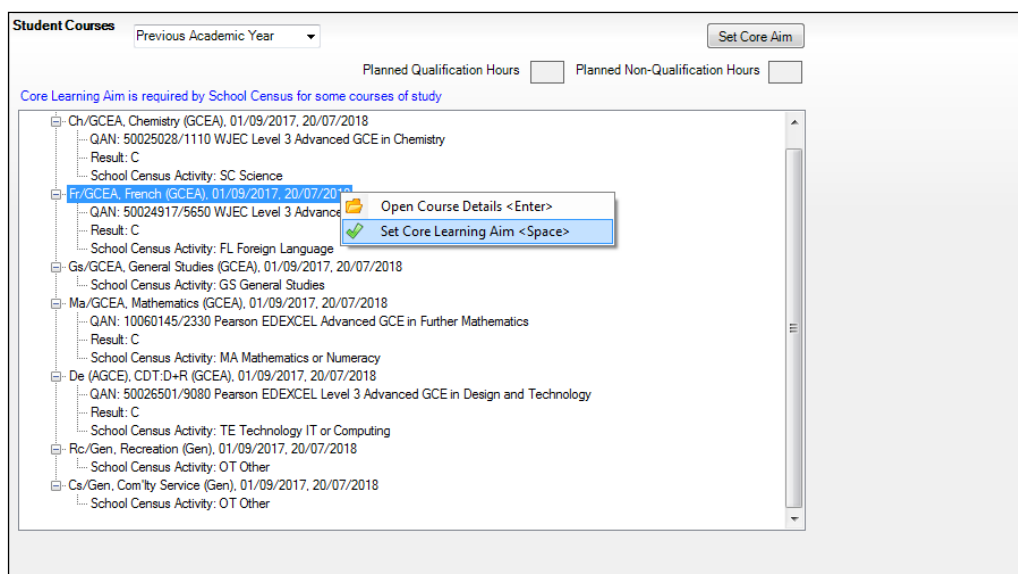 Student Courses
Previous Academic Year
Set Core Aim
Planned Qualification Hours
Planned Non-Qualification Hours
Core Learning Aim is required by School Census for some courses of study
Ch/GCEA, Chemistry (GCEA), 01/09/2017, 20/07/2018
QAN: 50025028/1110 WJEC Level 3 Advanced GCE in Chemistry
Result: C
School Census Activity: SC Science
Fr/GCEA, French (GCEA), 01/09/2017, 20/07/2018
Open Course Details <Enter>
QAN: 50024917/5650 WJEC Level 3 Advance
Result: C
Set Core Learning Aim <Space>
School Census Activity: FL Foreign Language
Gs/GCEA, General Studies (GCEA), 01/09/2017, 20/07/2018
School Census Activity: GS General Studies
Ma/GCEA, Mathematics (GCEA), 01/09/2017, 20/07/2018
QAN: 10060145/2330 Pearson EDEXCEL Advanced GCE in Further Mathematics
Result: C
School Census Activity: MA Mathematics or Numeracy
De (AGCE), CDT:D+R (GCEA), 01/09/2017, 20/07/2018
QAN: 50026501/9080 Pearson EDEXCEL Level 3 Advanced GCE in Design and Technology
Result: C
School Census Activity: TE Technology IT or Computing
Rc/Gen, Recreation (Gen), 01/09/2017, 20/07/2018
School Census Activity: OT Other
Cs/Gen, Com'lty Service (Gen), 01/09/2017, 20/07/2018
School Census Activity: OT Other